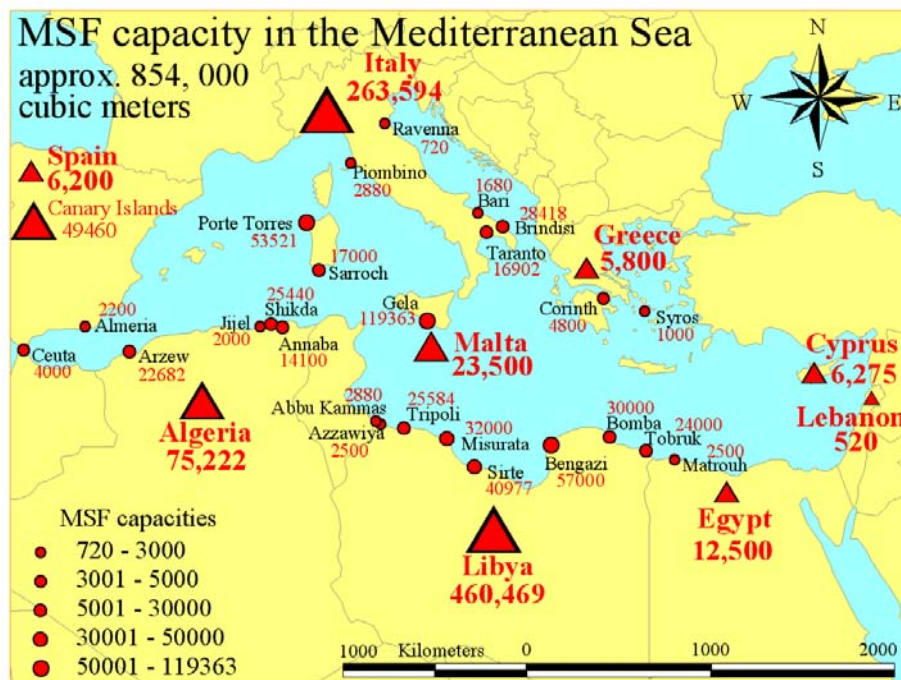 MSF capacity in the Mediterranean Sea
approx. 854, 000
cubic meters
Italy
263,594
N
W
E
S
Ravenna
720
Spain
6,200
Piombino
2880
Canary Islands
49460
1680
Bari
28418
Brindisi
Porte Torres
53521
Taranto
16902
Greece
5,800
17000
Sarroch
25440
Shikda
Gela
119363
Corinth
4800
Syros
1000
2200
Almeria
Jijel
2000
Annaba
14100
Malta
23,500
Cyprus
6,275
Ceuta
4000
Arzew
22682
Lebanon
520
2880
Abbu Kammas
25584
Tripoli
Azzawiya
2500
32000
Misurata
30000
Bomba
24000
Tobruk
2500
Matrouh
Algeria
75,222
Sirte
40977
Bengazi
57000
Egypt
12,500
Libya
460,469
MSF capacities
720 - 3000
3001 - 5000
5001 - 30000
30001 - 50000
50001 - 119363
1000 Kilometers 0 1000 2000